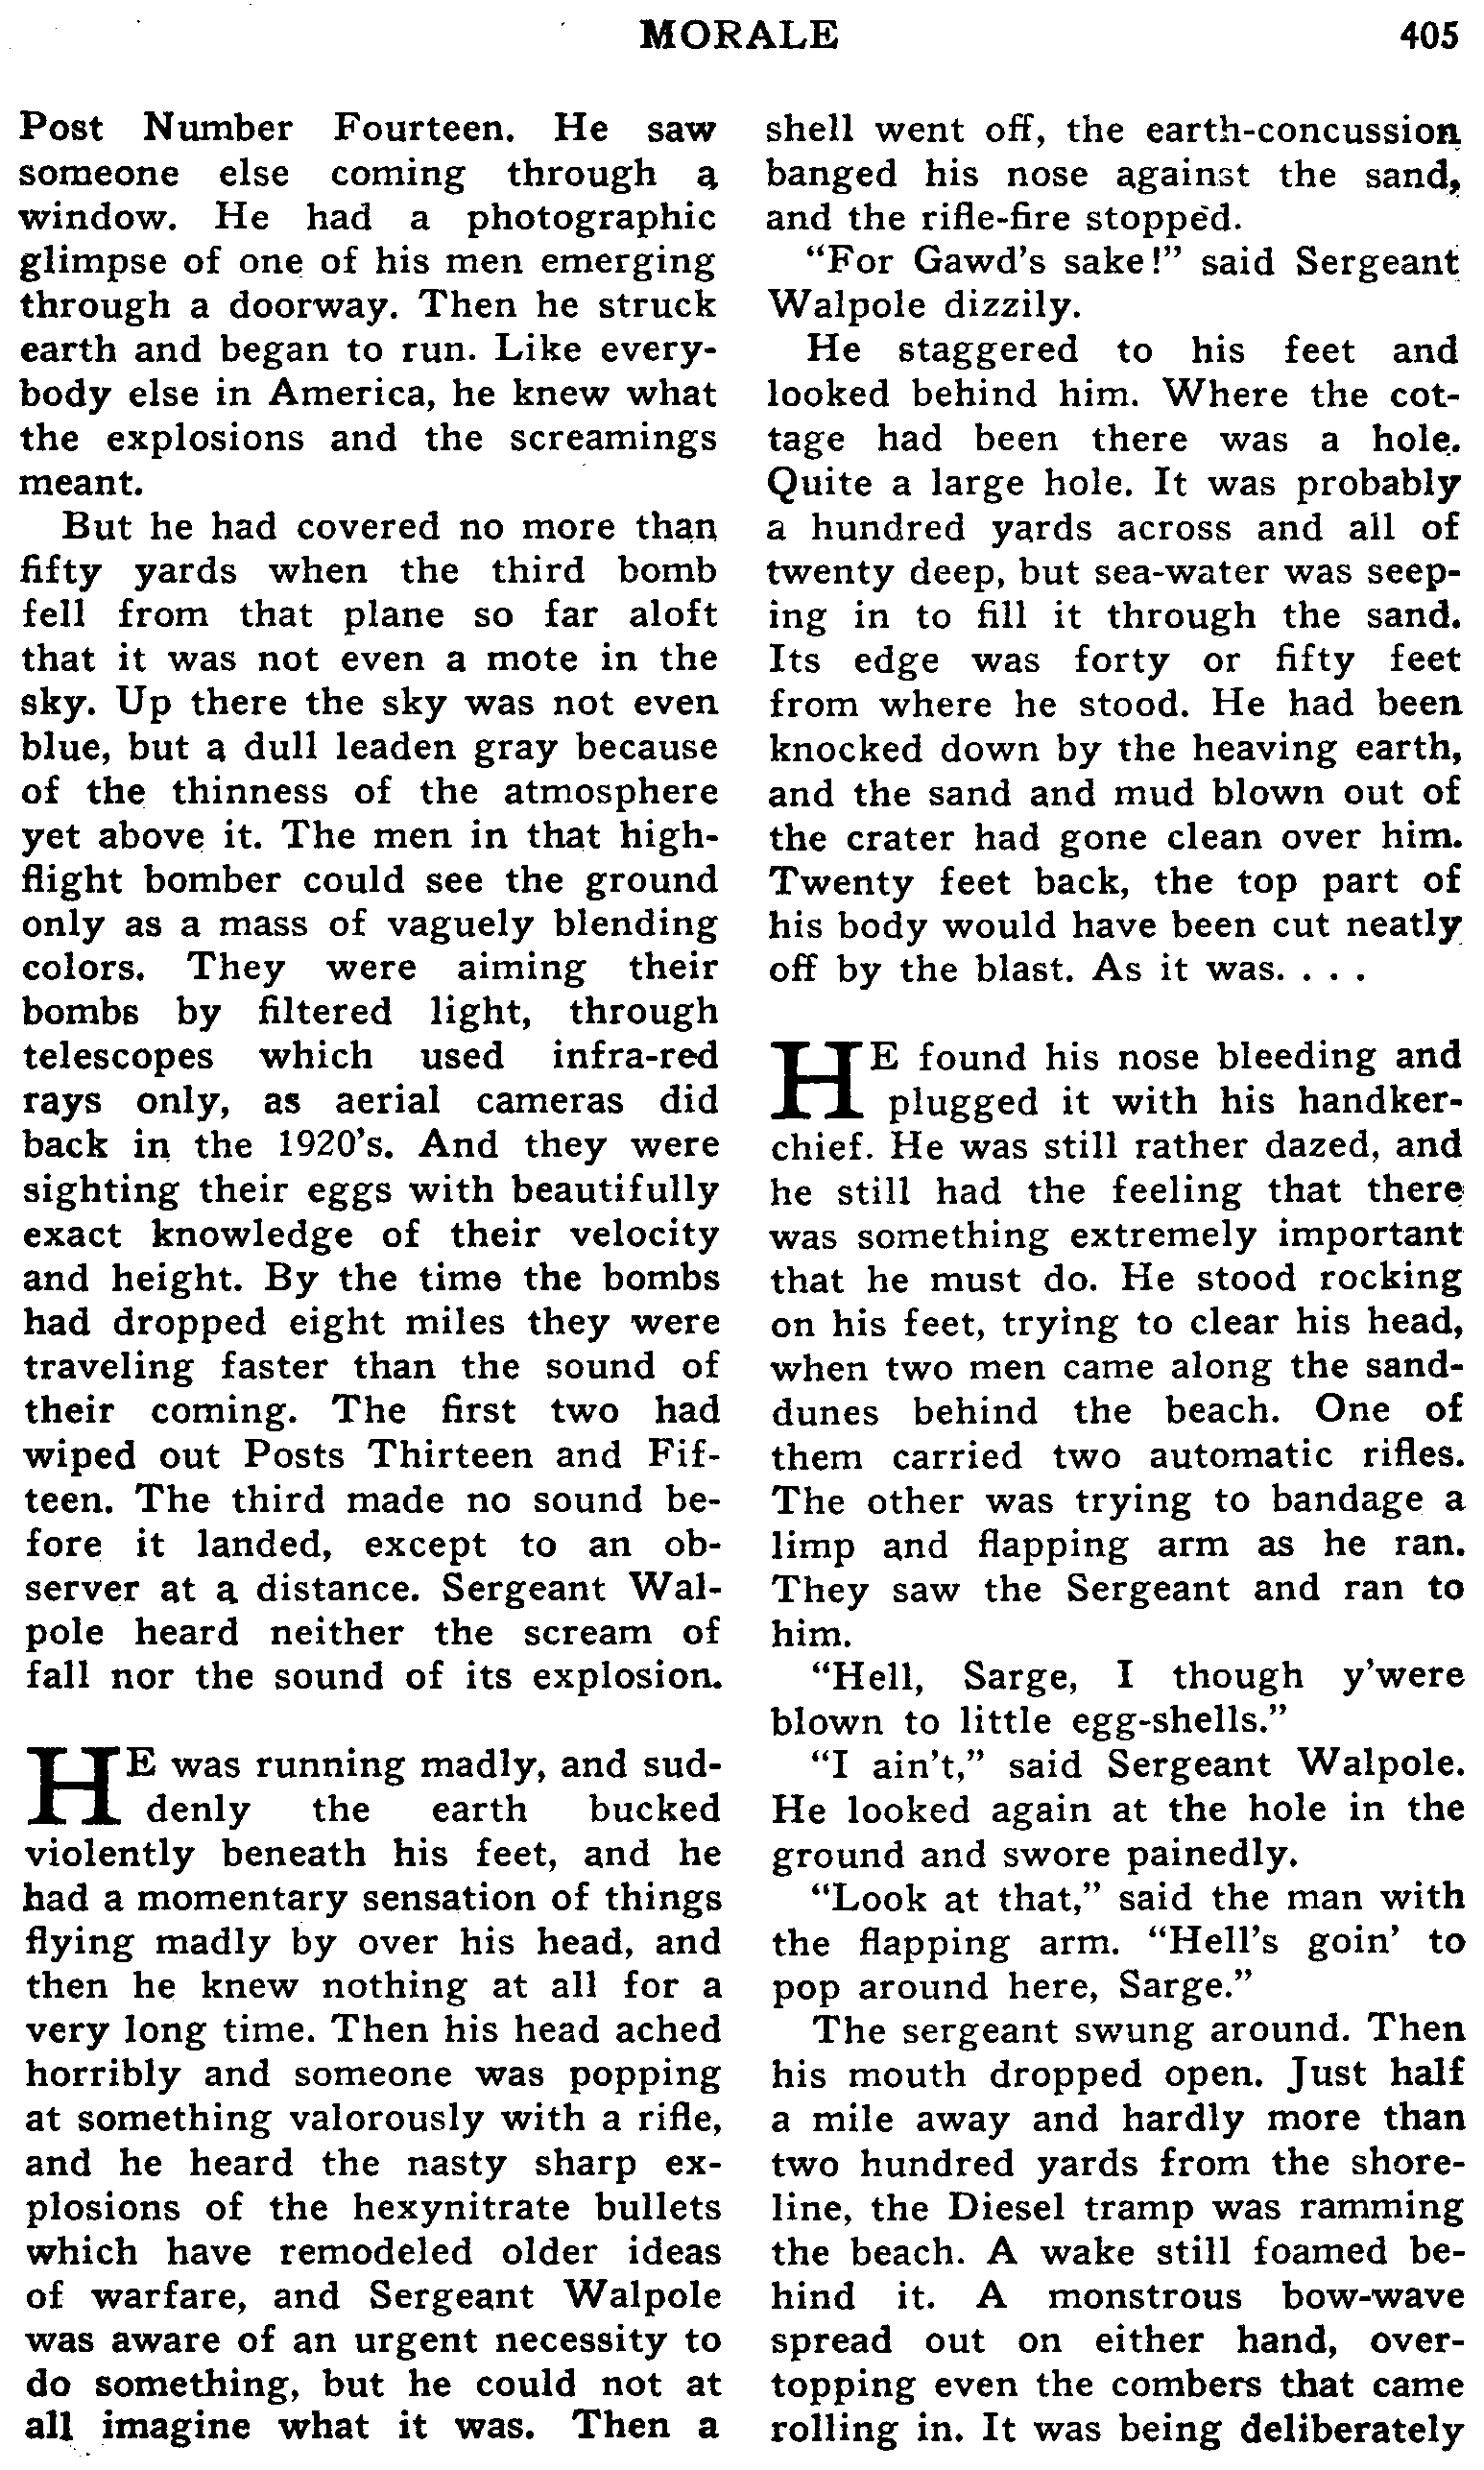 MORALE 405
Post Number Fourteen. He saw
someone else coming through a
window. He had a photographic
glimpse of one of his men emerging
through a doorway. Then he struck
earth and began to run. Like every-
body else in America, he knew what
the explosions and the screamings
meant.
But he had covered no more than
fifty yards when the third bomb
fell from that plane so far aloft
that it was not even a mote in the
sky. Up there the sky was not even
blue, but a dull leaden gray because
of the thinness of the atmosphere
yet above it. The men in that high-
flight bomber could see the ground
only as a mass of vaguely blending
colors. They were aiming their
bombs by filtered light, through
telescopes which used infra-red
rays only, as aerial cameras did
back in the 1920's. And they were
sighting their eggs with beautifully
exact knowledge of their velocity
and height. By the time the bombs
had dropped eight miles they were
traveling faster than the sound of
their coming. The first two had
wiped out Posts Thirteen and Fif-
teen. The third made no sound be-
fore it landed, except to an ob-
server at a distance. Sergeant Wal-
pole heard neither the scream of
fall nor the sound of its explosion.
HE was running madly, and sud-
denly the earth bucked
violently beneath his feet, and he
had a momentary sensation of things
flying madly by over his head, and
then he knew nothing at all for a
very long time. Then his head ached
horribly and someone was popping
at something valorously with a rifle,
and he heard the nasty sharp ex-
plosions of the hexynitrate bullets
which have remodeled older ideas
of warfare, and Sergeant Walpole
was aware of an urgent necessity to
do something, but he could not at
all imagine what it was. Then a
shell went off, the earth-concussion
banged his nose against the sand,
and the rifle-fire stopped.
"For Gawd's sake!" said Sergeant
Walpole dizzily.
He staggered to his feet and
looked behind him. Where the cot-
tage had been there was a hole.
Quite a large hole. It was probably
a hundred yards across and all of
twenty deep, but sea-water was seep-
ing in to fill it through the sand.
Its edge was forty or fifty feet
from where he stood. He had been
knocked down by the heaving earth,
and the sand and mud blown out of
the crater had gone clean over him.
Twenty feet back, the top part of
his body would have been cut neatly
off by the blast. As it was. . . .
HE found his nose bleeding and
plugged it with his handker-
chief. He was still rather dazed, and
he still had the feeling that there
was something extremely important
that he must do. He stood rocking
on his feet, trying to clear his head,
when two men came along the sand-
dunes behind the beach. One of
them carried two automatic rifles.
The other was trying to bandage a
limp and flapping arm as he ran.
They saw the Sergeant and ran to
him.
"Hell, Sarge, I though y'were
blown to little egg-shells."
"I ain't," said Sergeant Walpole.
He looked again at the hole in the
ground and swore painedly.
"Look at that," said the man with
the flapping arm. "Hell's goin' to
pop around here, Sarge."
The sergeant swung around. Then
his mouth dropped open. Just half
a mile away and hardly more than
two hundred yards from the shore-
line, the Diesel tramp was ramming
the beach. A wake still foamed be-
hind it. A monstrous bow-wave
spread out on either hand, over-
topping even the combers that came
rolling in. It was being deliberately